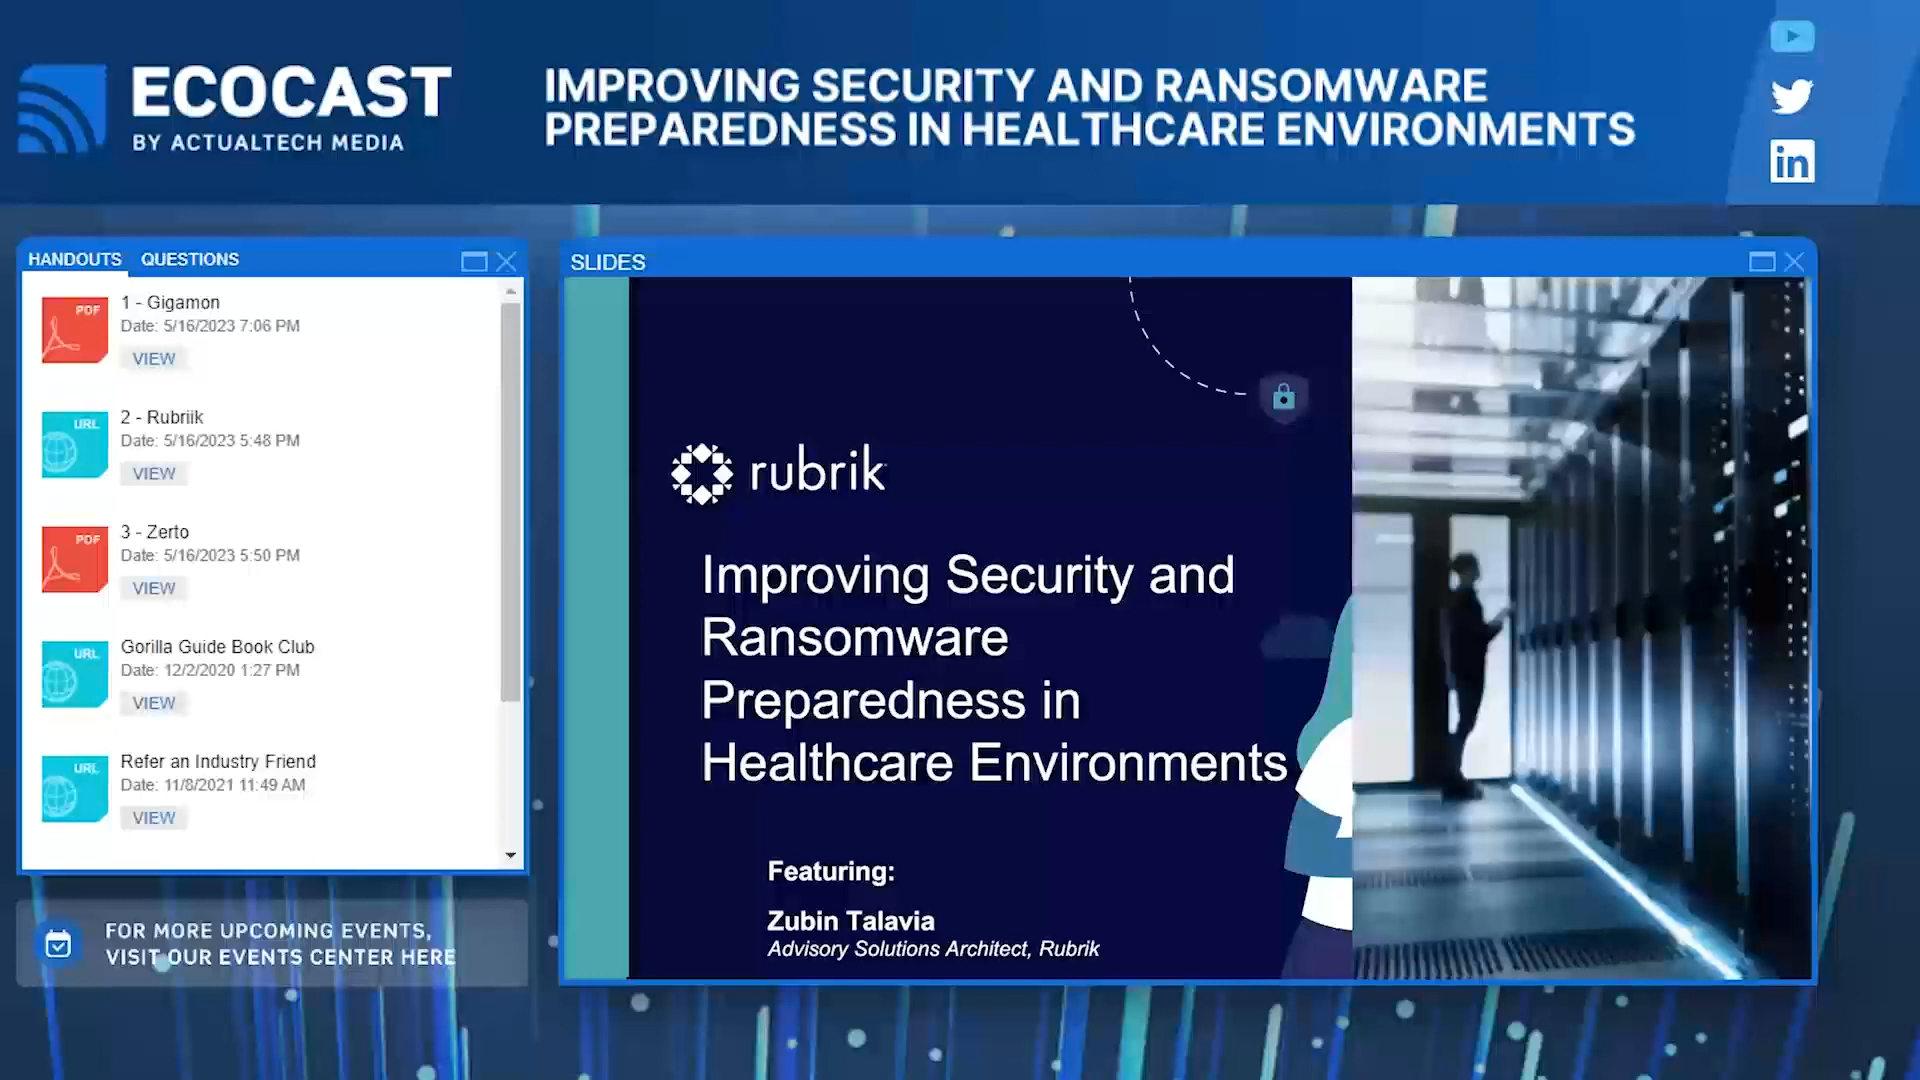 ECOCAST
BY ACTUALTECH MEDIA
IMPROVING SECURITY AND RANSOMWARE
PREPAREDNESS IN HEALTHCARE ENVIRONMENTS
in
HANDOUTS QUESTIONS
PDF
1 - Gigamon
Date: 5/16/2023 7:06 PM
VIEW
URL
2 - Rubriik
Date: 5/16/2023 5:48 PM
VIEW
PDF
3 - Zerto
Date: 5/16/2023 5:50 PM
VIEW
URL
Gorilla Guide Book Club
Date: 12/2/2020 1:27 PM
VIEW
URL
Refer an Industry Friend
Date: 11/8/2021 11:49 AM
VIEW
FOR MORE UPCOMING EVENTS,
VISIT OUR EVENTS CENTER HERE
SLIDES
rubrik
Improving Security and
Ransomware
Preparedness in
Healthcare Environments
Featuring:
Zubin Talavia
Advisory Solutions Architect, Rubrik